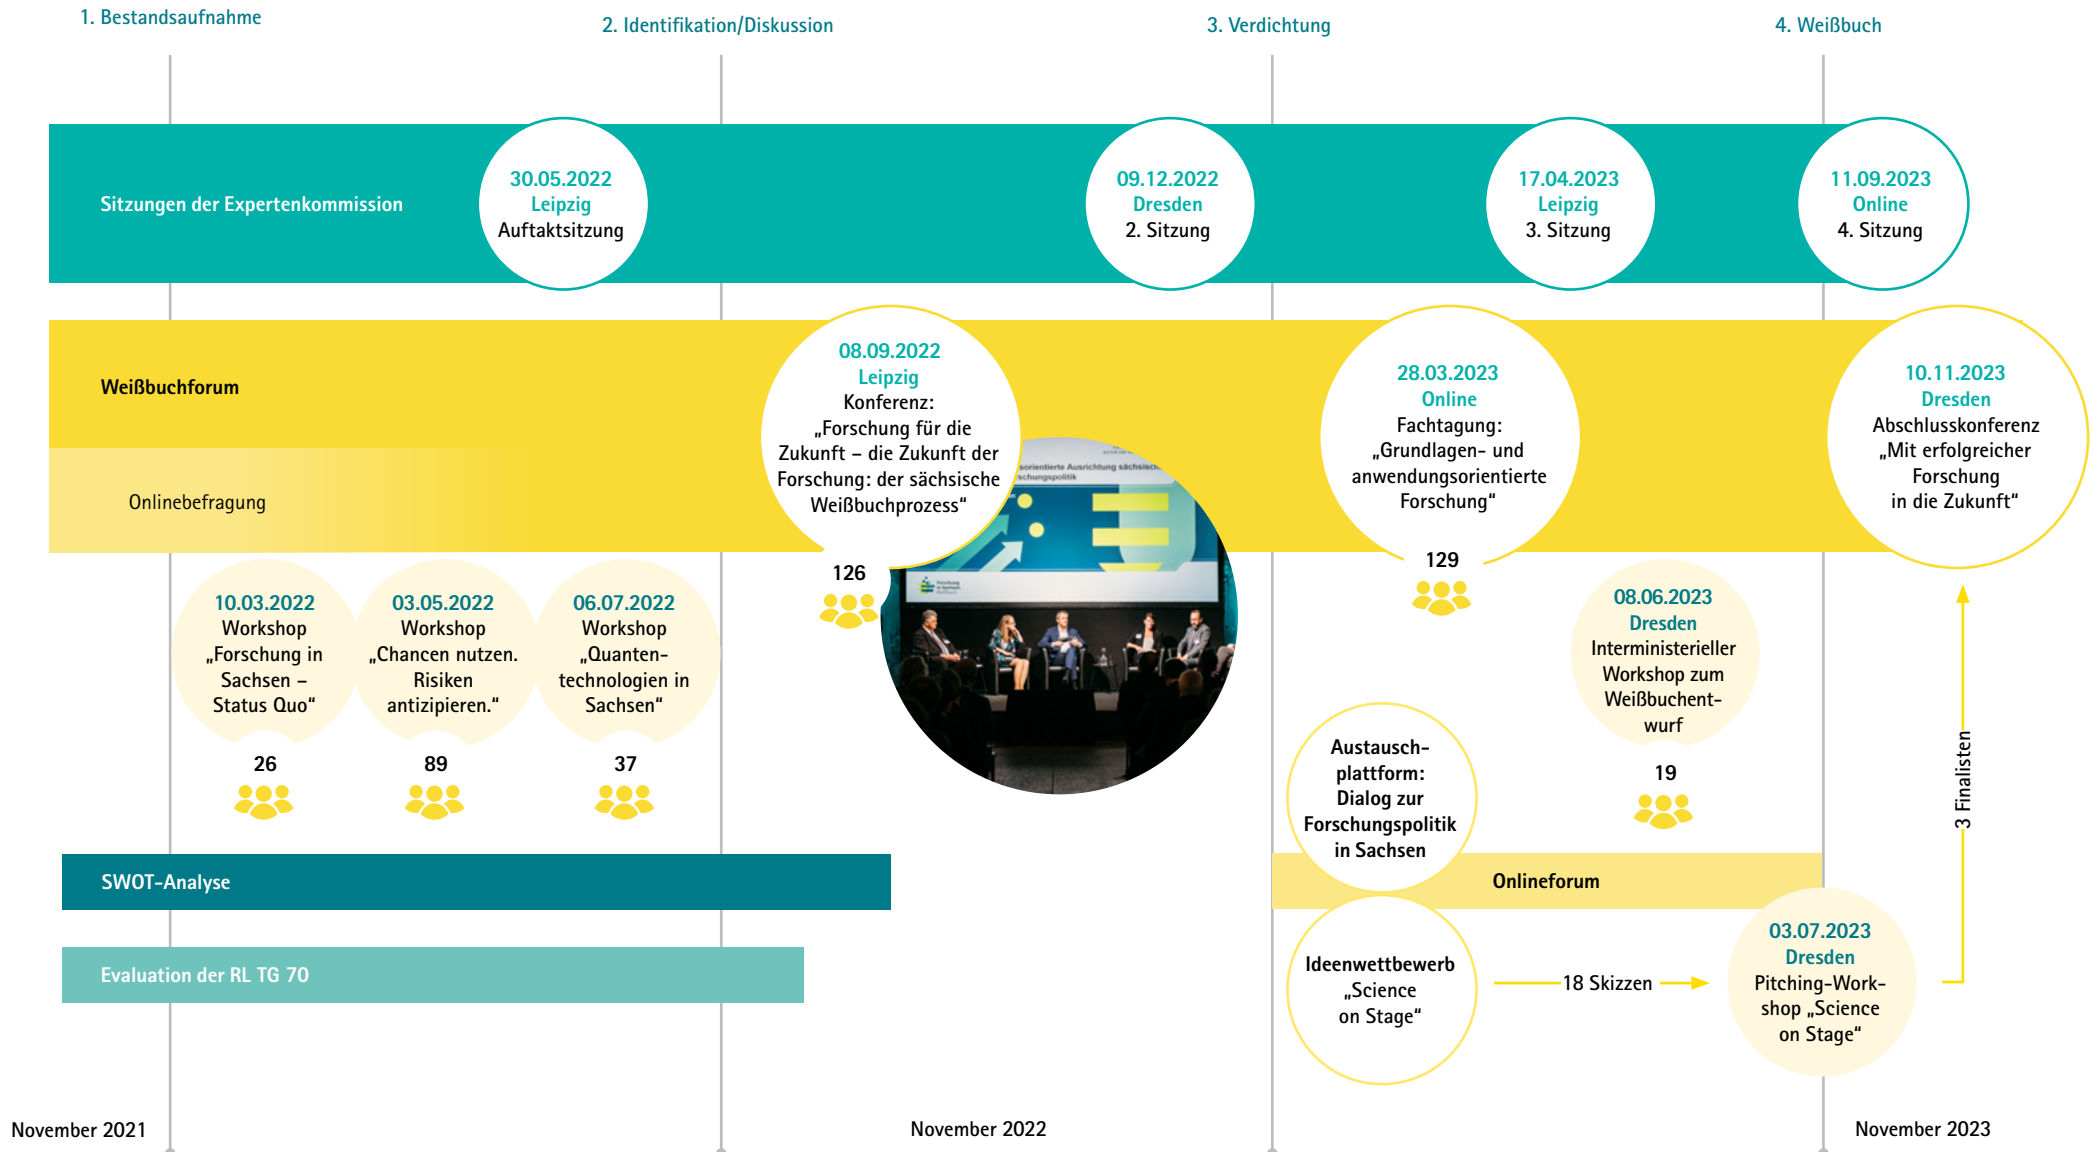 1. Bestandsaufnahme
2. Identifikation/Diskussion
3. Verdichtung
4. Weißbuch
Sitzungen der Expertenkommission
30.05.2022
Leipzig
Auftaktsitzung
09.12.2022
Dresden
2. Sitzung
17.04.2023
Leipzig
3. Sitzung
11.09.2023
Online
4. Sitzung
Weißbuchforum
Onlinebefragung
08.09.2022
Leipzig
Konferenz:
„Forschung für die
Zukunft – die Zukunft der
Forschung: der sächsische
Weißbuchprozess“
126
sorientierte Ausrichtung sächsisc
schungspolitik
Forschung
in Sachsen.
Weißbuch
28.03.2023
Online
Fachtagung:
„Grundlagen- und
anwendungsorientierte
Forschung“
129
10.11.2023
Dresden
Abschlusskonferenz
„Mit erfolgreicher
Forschung
in die Zukunft“
10.03.2022
Workshop
„Forschung in
Sachsen –
Status Quo“
26
03.05.2022
Workshop
„Chancen nutzen.
Risiken
antizipieren.“
89
06.07.2022
Workshop
„Quanten-
technologien in
Sachsen“
37
08.06.2023
Dresden
Interministerieller
Workshop zum
Weißbuchent-
wurf
19
Austausch-
plattform:
Dialog zur
Forschungspolitik
in Sachsen
Onlineforum
SWOT-Analyse
Evaluation der RL TG 70
Ideenwettbewerb
„Science
on Stage“
18 Skizzen
03.07.2023
Dresden
Pitching-Work-
shop „Science
on Stage“
3 Finalisten
November 2021
November 2022
November 2023